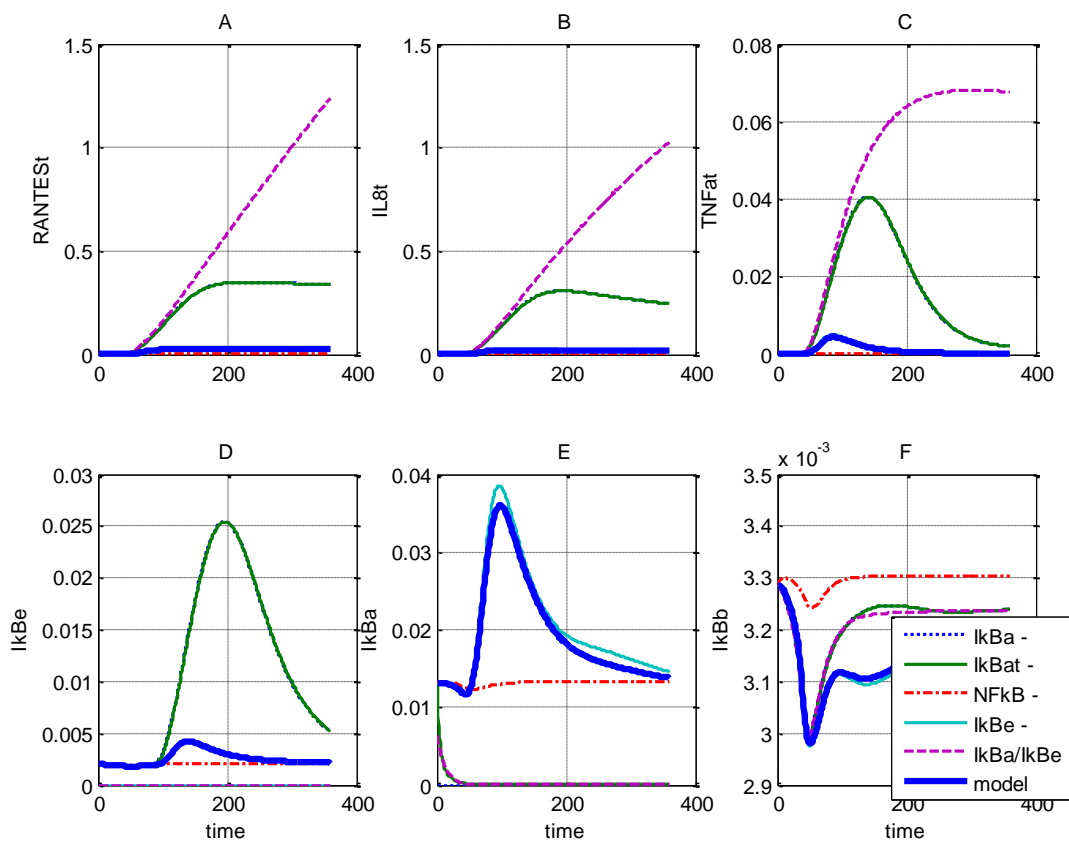 A
B
C
1.5
1
0.5
0
RANTESt
0
200
400
1.5
1
0.5
0
IL8t
0
200
400
0.08
0.06
0.04
0.02
0
TNFat
0
200
400
D
E
F
0.03
0.025
0.02
0.015
0.01
0.005
0
IkBe
0
200
400
time
0.04
0.03
0.02
0.01
0
IkBa
0
200
400
time
x 10-3
3.5
3.4
3.3
3.2
3.1
3
2.9
IkBb
0
200
400
time
IkBa -
IkBat -
NFkB -
IkBe -
IkBa/IkBe
model